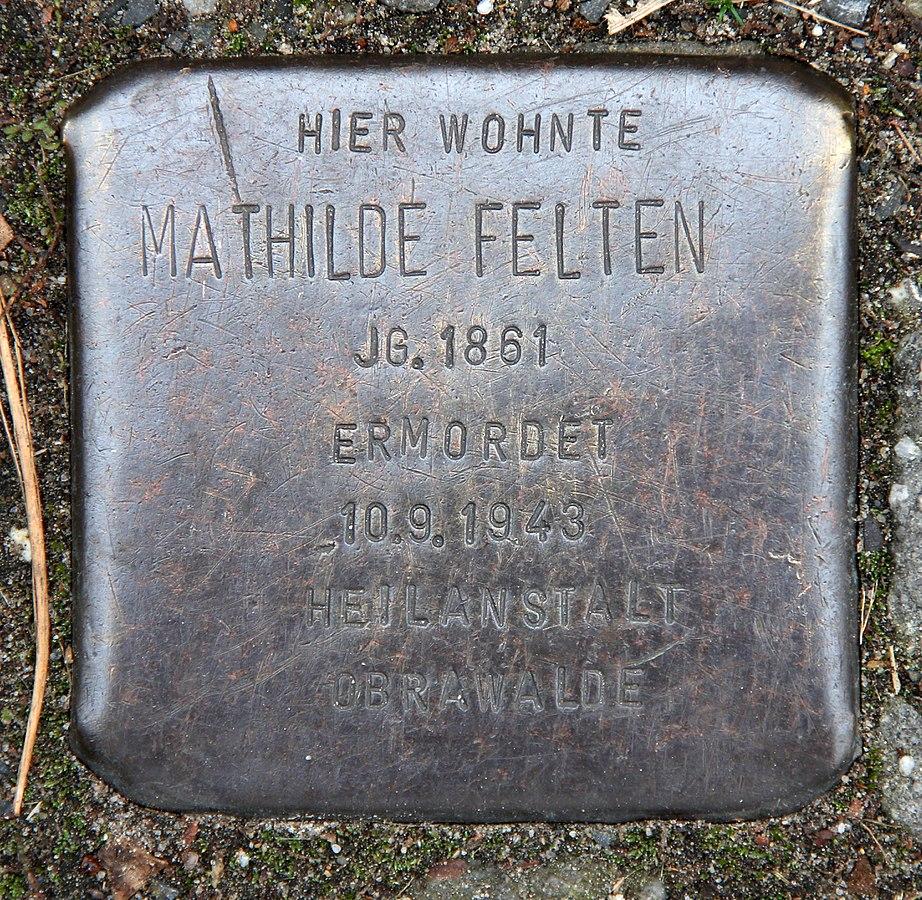 HIER WOHNTE
MATHILDE FELTEN
JG. 1861
ERMORDET
10.9.1943
HEILANSTALT
OBRAWALDE